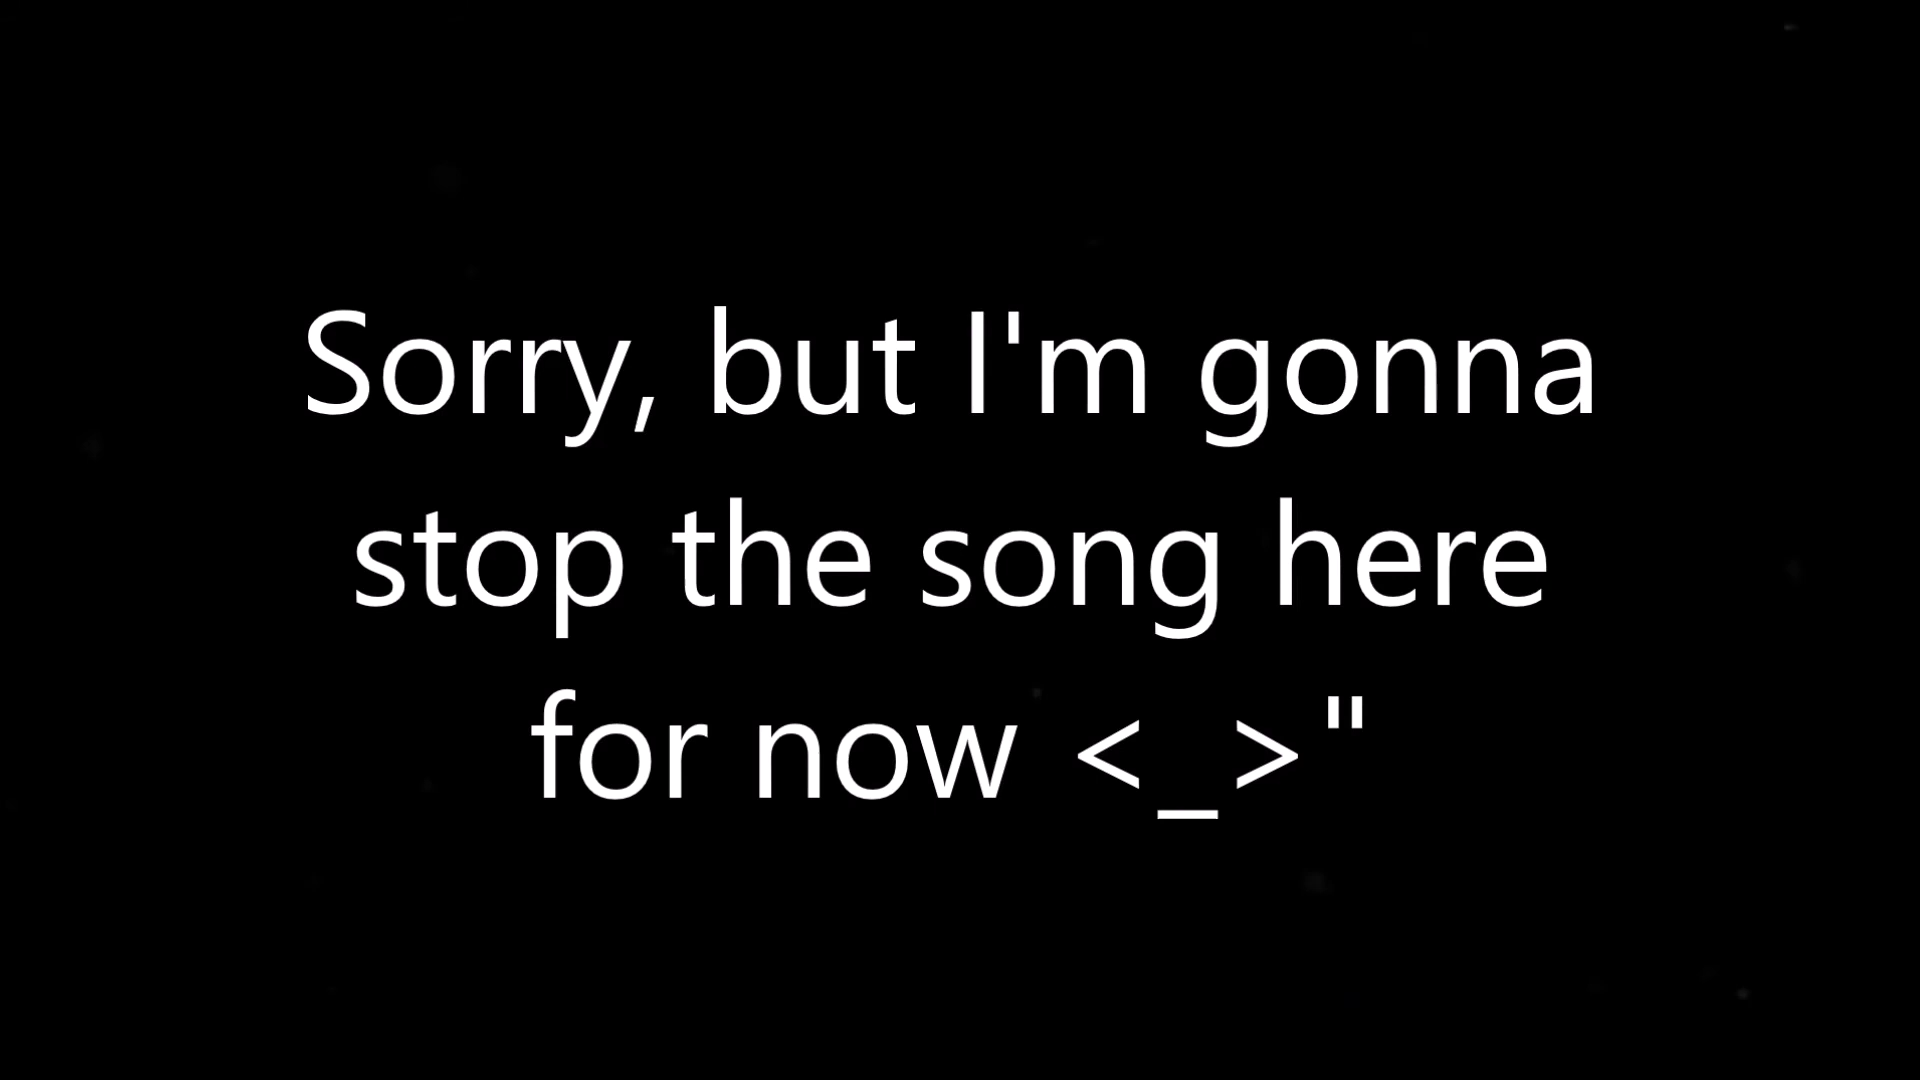 Sorry, but I'm gonna
stop the song here
for now <_>"